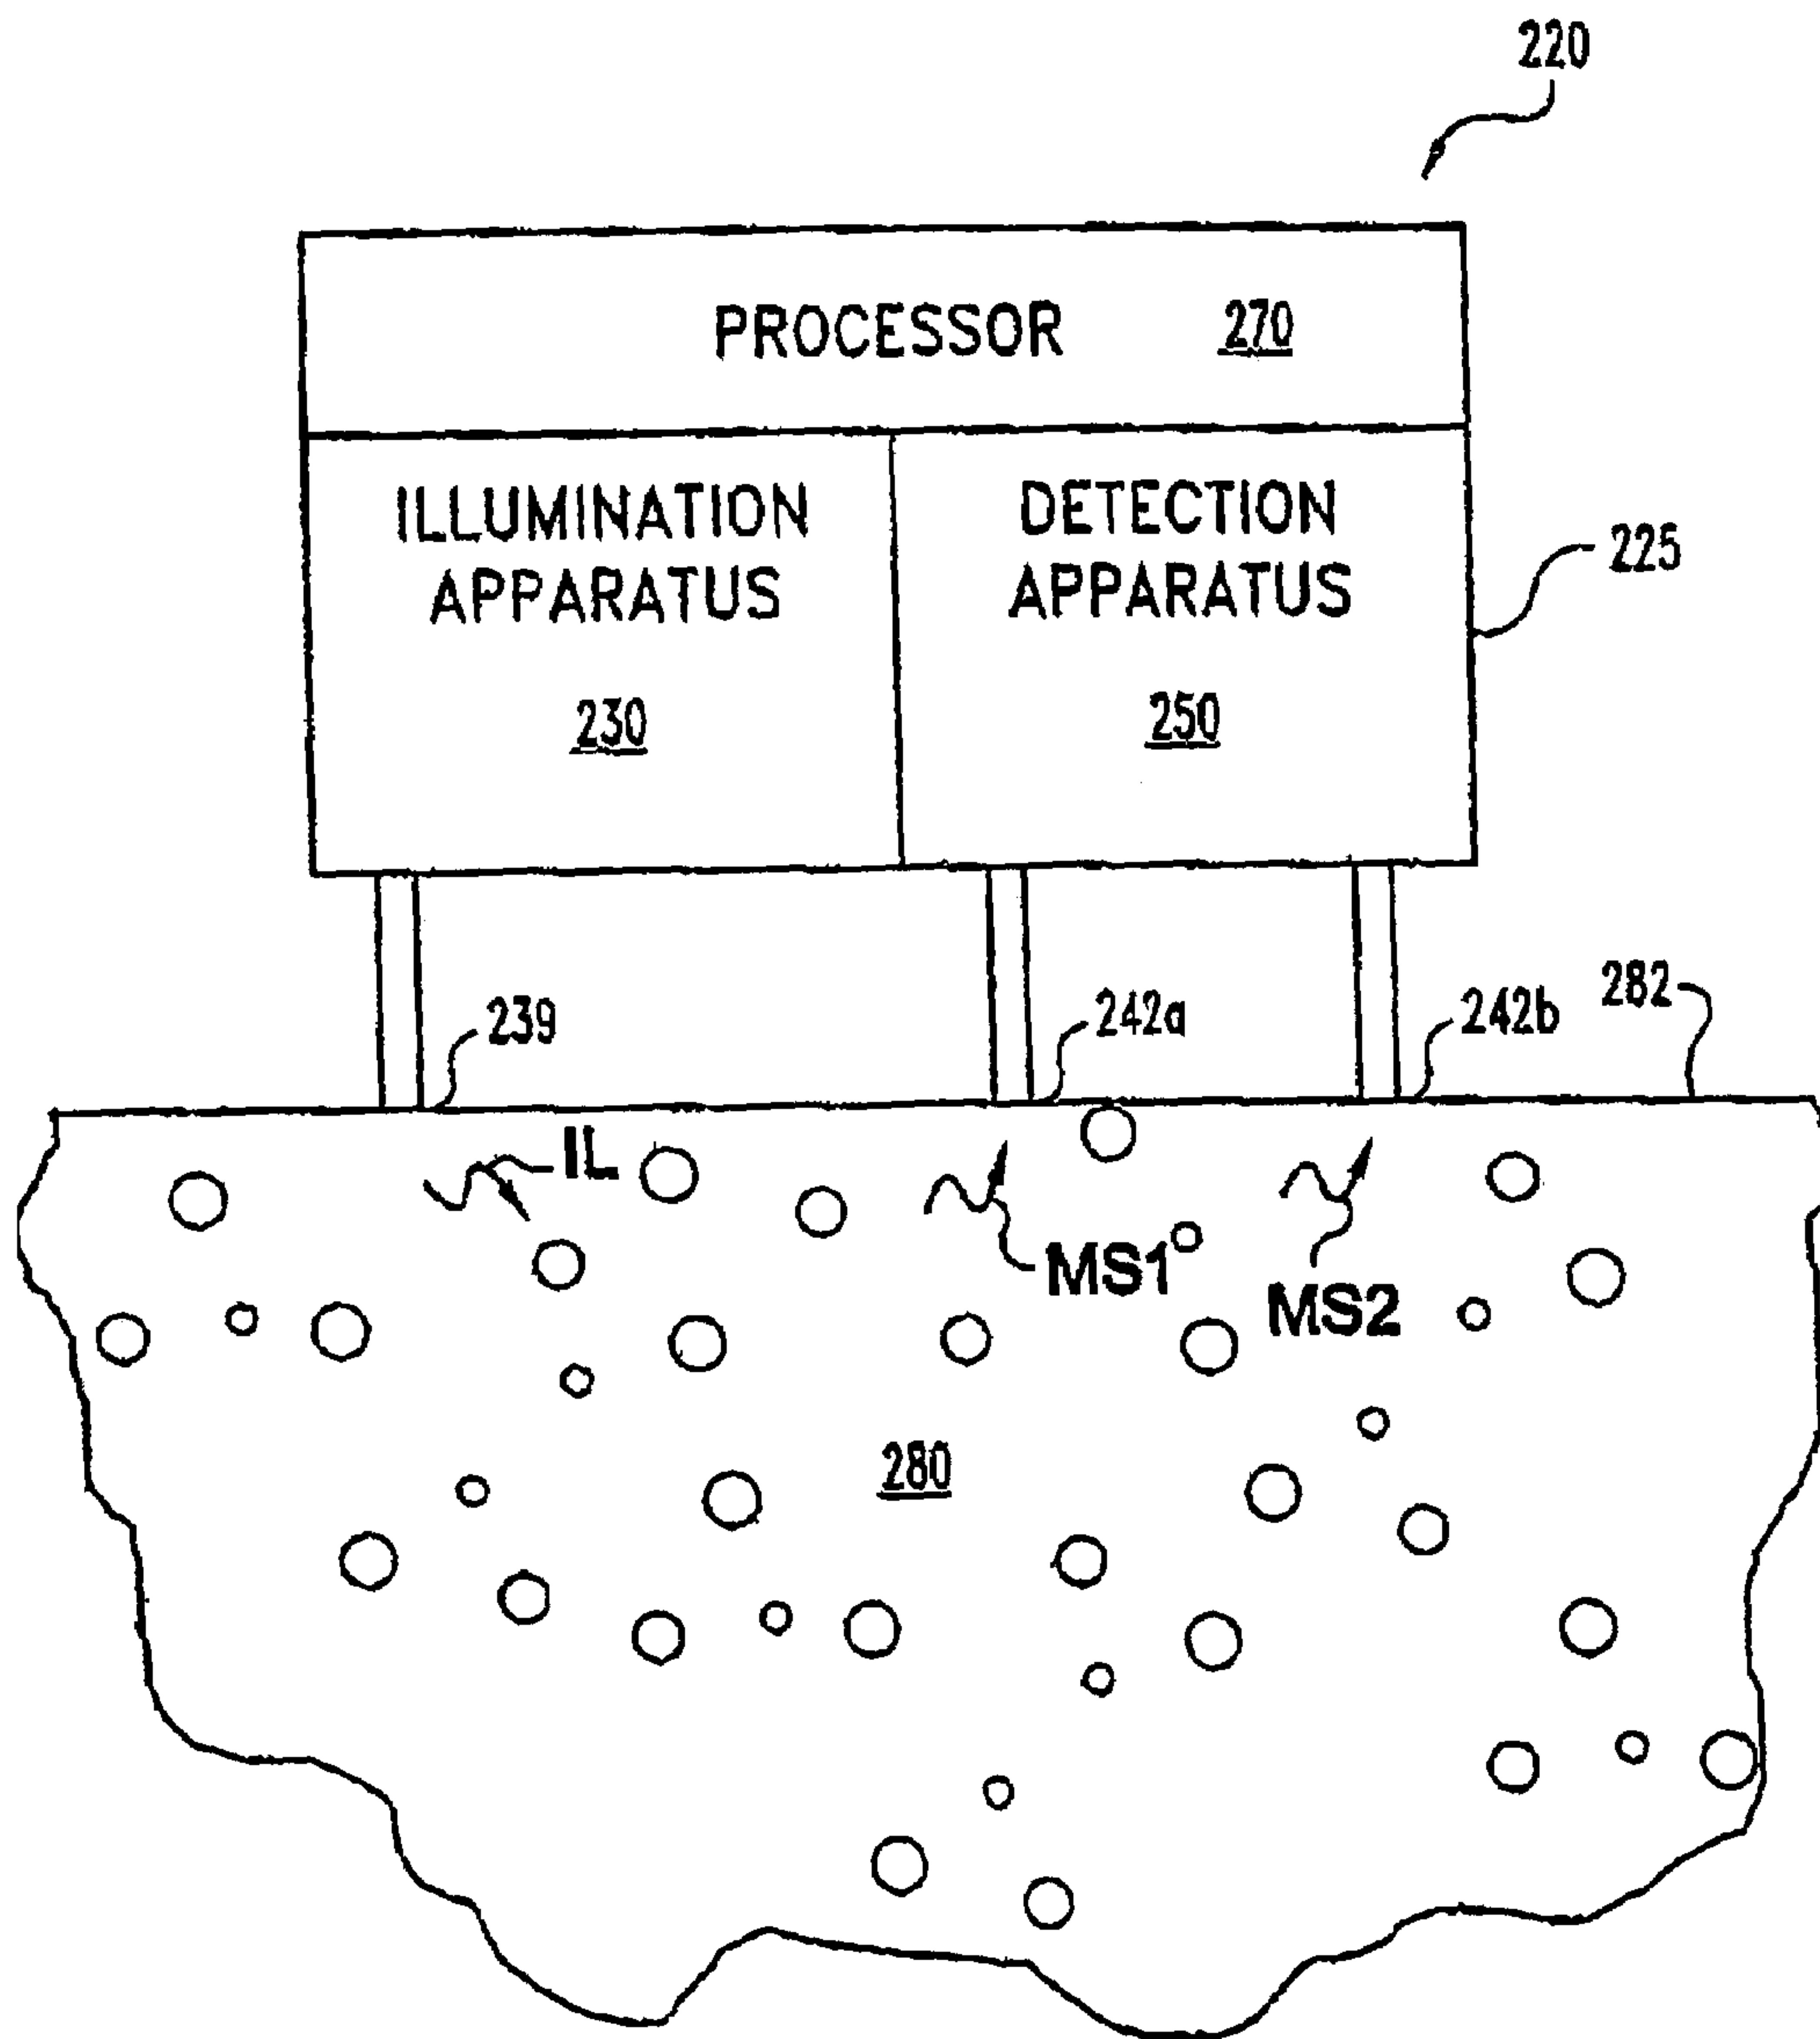 220
PROCESSOR 270
ILLUMINATION APPARATUS
230
DETECTION APPARATUS
250
225
239
242a
242b
282
IL
MS1
MS2
280